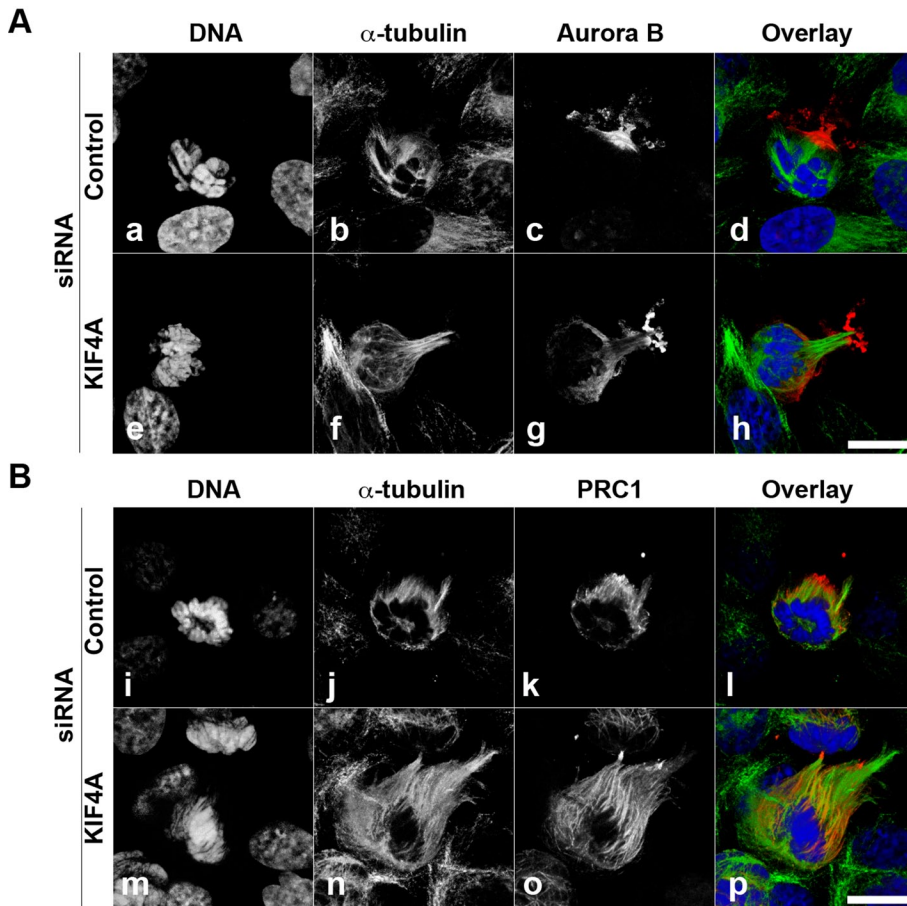 A
DNA α-tubulin Aurora B Overlay
siRNA
Control
a b c d
KIF4A
e f g h
B
DNA α-tubulin PRC1 Overlay
siRNA
Control
i j k l
KIF4A
m n o p